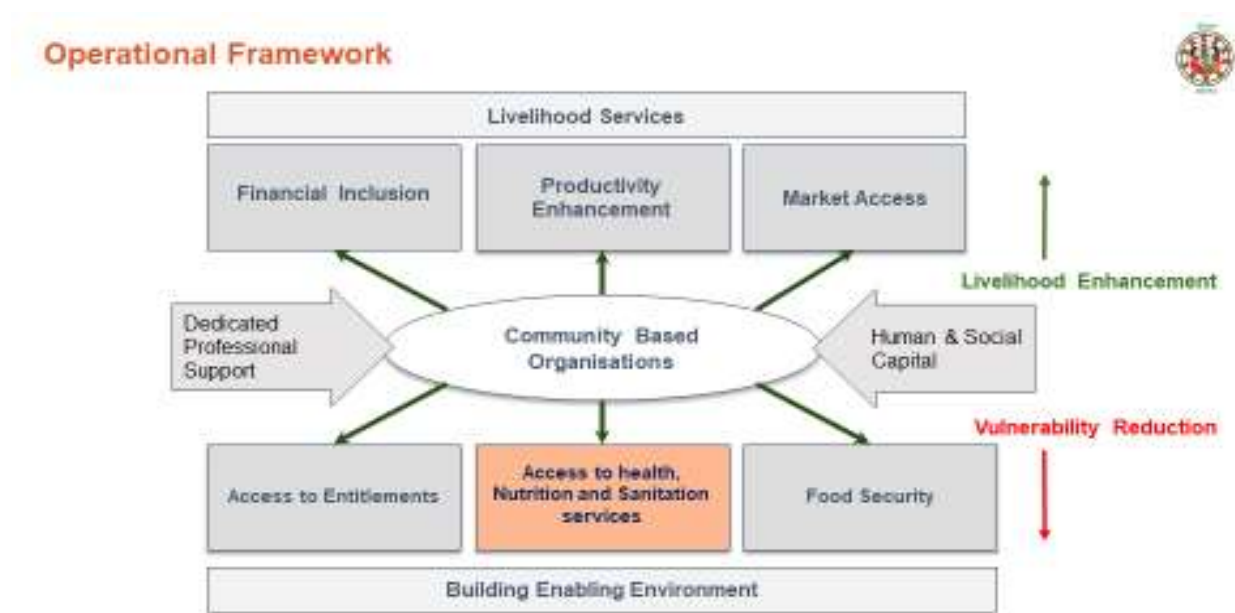 Operational Framework
Livelihood Services
Financial Inclusion
Productivity
Enhancement
Market Access
Livelihood Enhancement
Dedicated
Professional
Support
Community Based
Organisations
Human & Social
Capital
Vulnerability Reduction
Access to Entitlements
Access to health,
Nutrition and Sanitation
services
Food Security
Building Enabling Environment